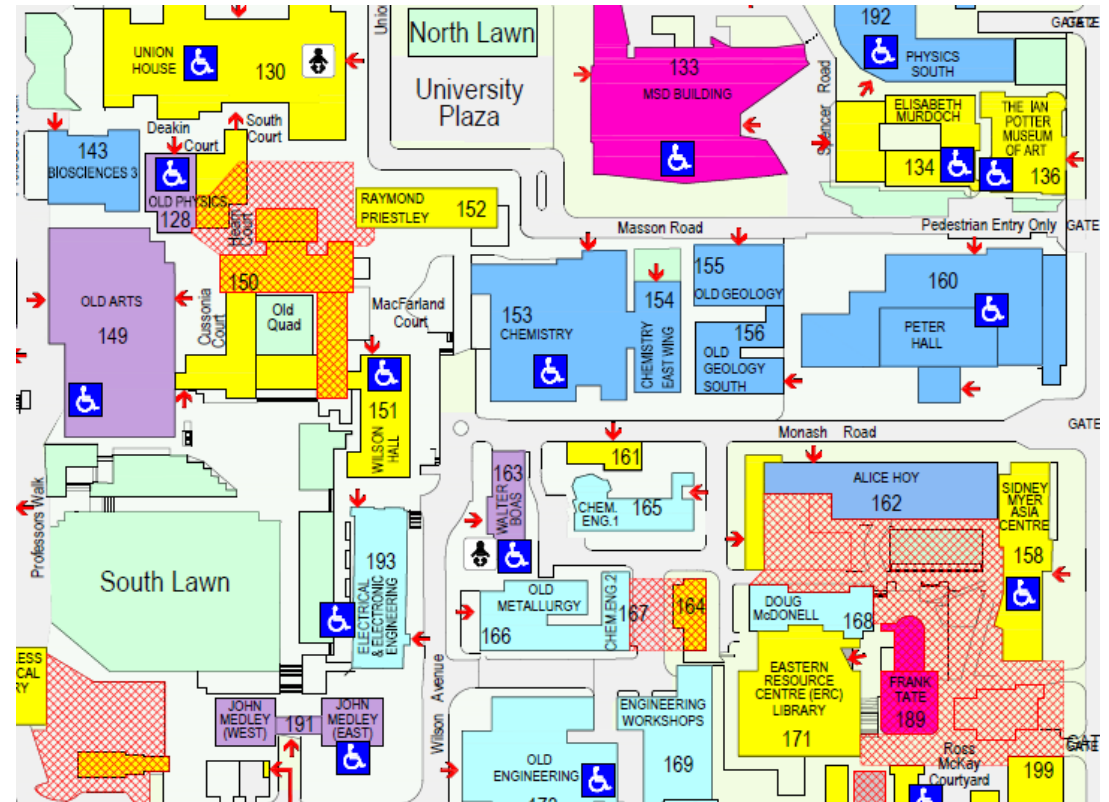 Union
North Lawn
192
GATE 2
UNION
HOUSE
130
133
PHYSICS
SOUTH
MSD BUILDING
University
Plaza
Spencer Road
ELISABETH
MURDOCH
134
THE IAN
POTTER
MUSEUM
OF ART
136
Deakin
Court
South
Court
143
BIOSCIENCES 3
OLD PHYSICS
128
RAYMOND
PRIESTLEY
152
Masson Road
Pedestrian Entry Only
GATE
150
OLD ARTS
149
Cussonia
Court
Old
Quad
MacFarland
Court
153
CHEMISTRY
154
CHEMISTRY
EAST WING
155
OLD GEOLOGY
156
OLD
GEOLOGY
SOUTH
160
PETER
HALL
151
WILSON
HALL
GATE
Monash Road
161
163
WALTER
BOAS
CHEM.
ENG.1
165
ALICE HOY
162
SIDNEY
MYER
ASIA
CENTRE
158
Professors Walk
South Lawn
193
ELECTRICAL
& ELECTRONIC
ENGINEERING
OLD
METALLURGY
166
CHEM.ENG.2
167
164
DOUG
McDONELL
168
EASTERN
RESOURCE
CENTRE (ERC)
LIBRARY
171
FRANK
TATE
189
JOHN
MEDLEY
(WEST)
191
JOHN
MEDLEY
(EAST)
Wilson Avenue
ENGINEERING
WORKSHOPS
169
OLD
ENGINEERING
Ross
McKay
Courtyard
199